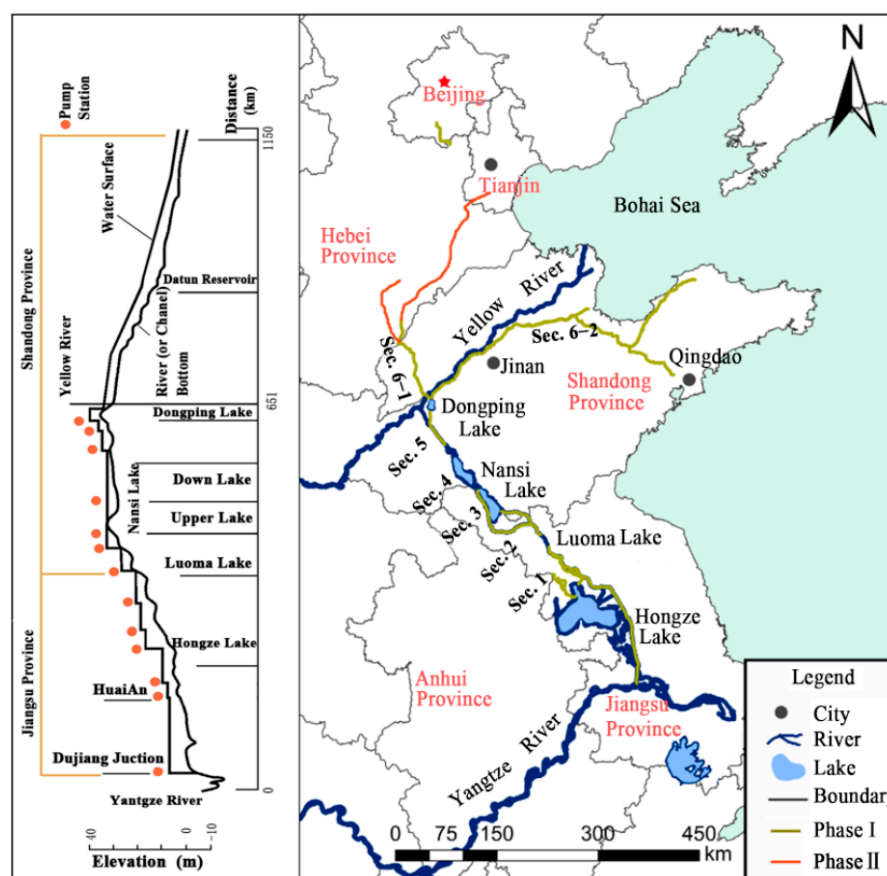 Pump
Station
Distance
(km)
1150
Water Surface
Shandong Province
Datun Reservoir
River (or Chanel)
Bottom
Yellow River
651
Dongping Lake
Nansi Lake
Down Lake
Upper Lake
Luoma Lake
Jiangsu Province
Hongze Lake
HuaiAn
Dujiang Juction
Yantgze River
0
40
0
-10
Elevation (m)
N
Beijing
Tianjin
Bohai Sea
Hebei
Province
Yellow River
Sec. 6-2
Sec. 6-1
Jinan
Qingdao
Shandong
Province
Dongping
Lake
Sec. 5
Nansi
Lake
Sec. 4
Sec. 3
Sec. 2
Luoma Lake
Sec. 1
Hongze
Lake
Anhui
Province
Jiangsu
Province
Yangtze River
0 75 150 300 450
km
Legend
City
River
Lake
Boundary
Phase I
Phase II